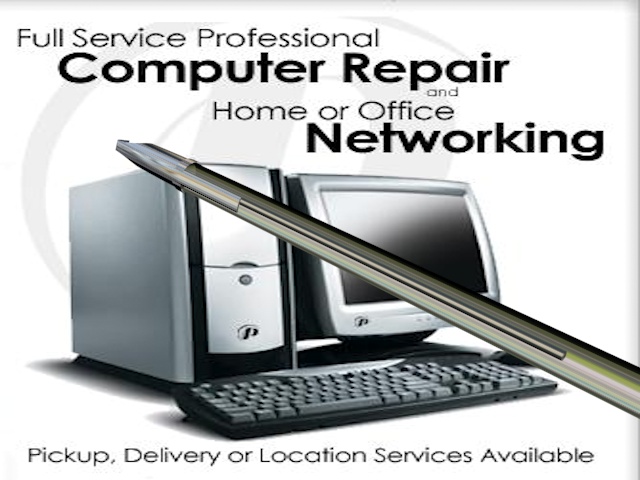 Full Service Professional
Computer Repair
and
Home or Office
Networking
Pickup, Delivery or Location Services Available